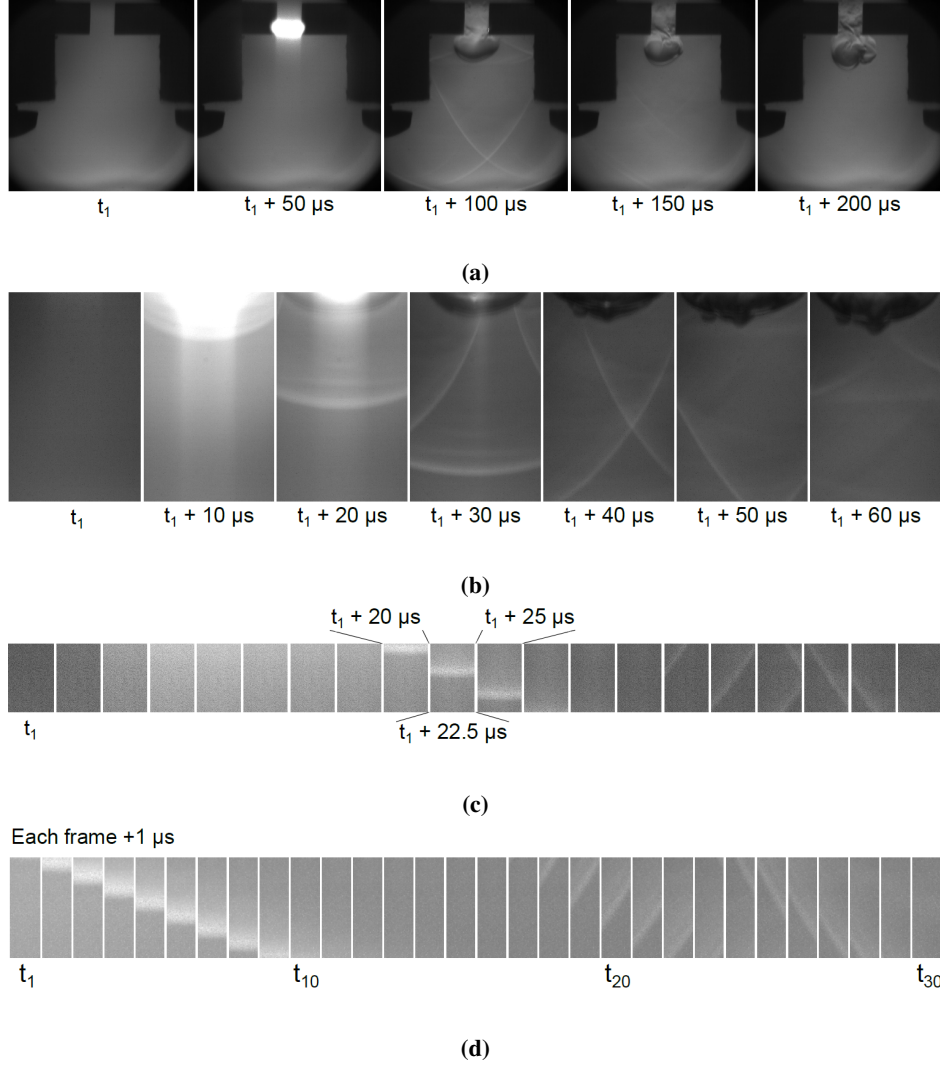 t₁ t₁ + 50 µs t₁ + 100 µs t₁ + 150 µs t₁ + 200 µs
(a)
t₁ t₁ + 10 µs t₁ + 20 µs t₁ + 30 µs t₁ + 40 µs t₁ + 50 µs t₁ + 60 µs
(b)
t₁ + 20 µs t₁ + 25 µs
t₁ t₁ + 22.5 µs
(c)
Each frame +1 µs
t₁ t₁₀ t₂₀ t₃₀
(d)